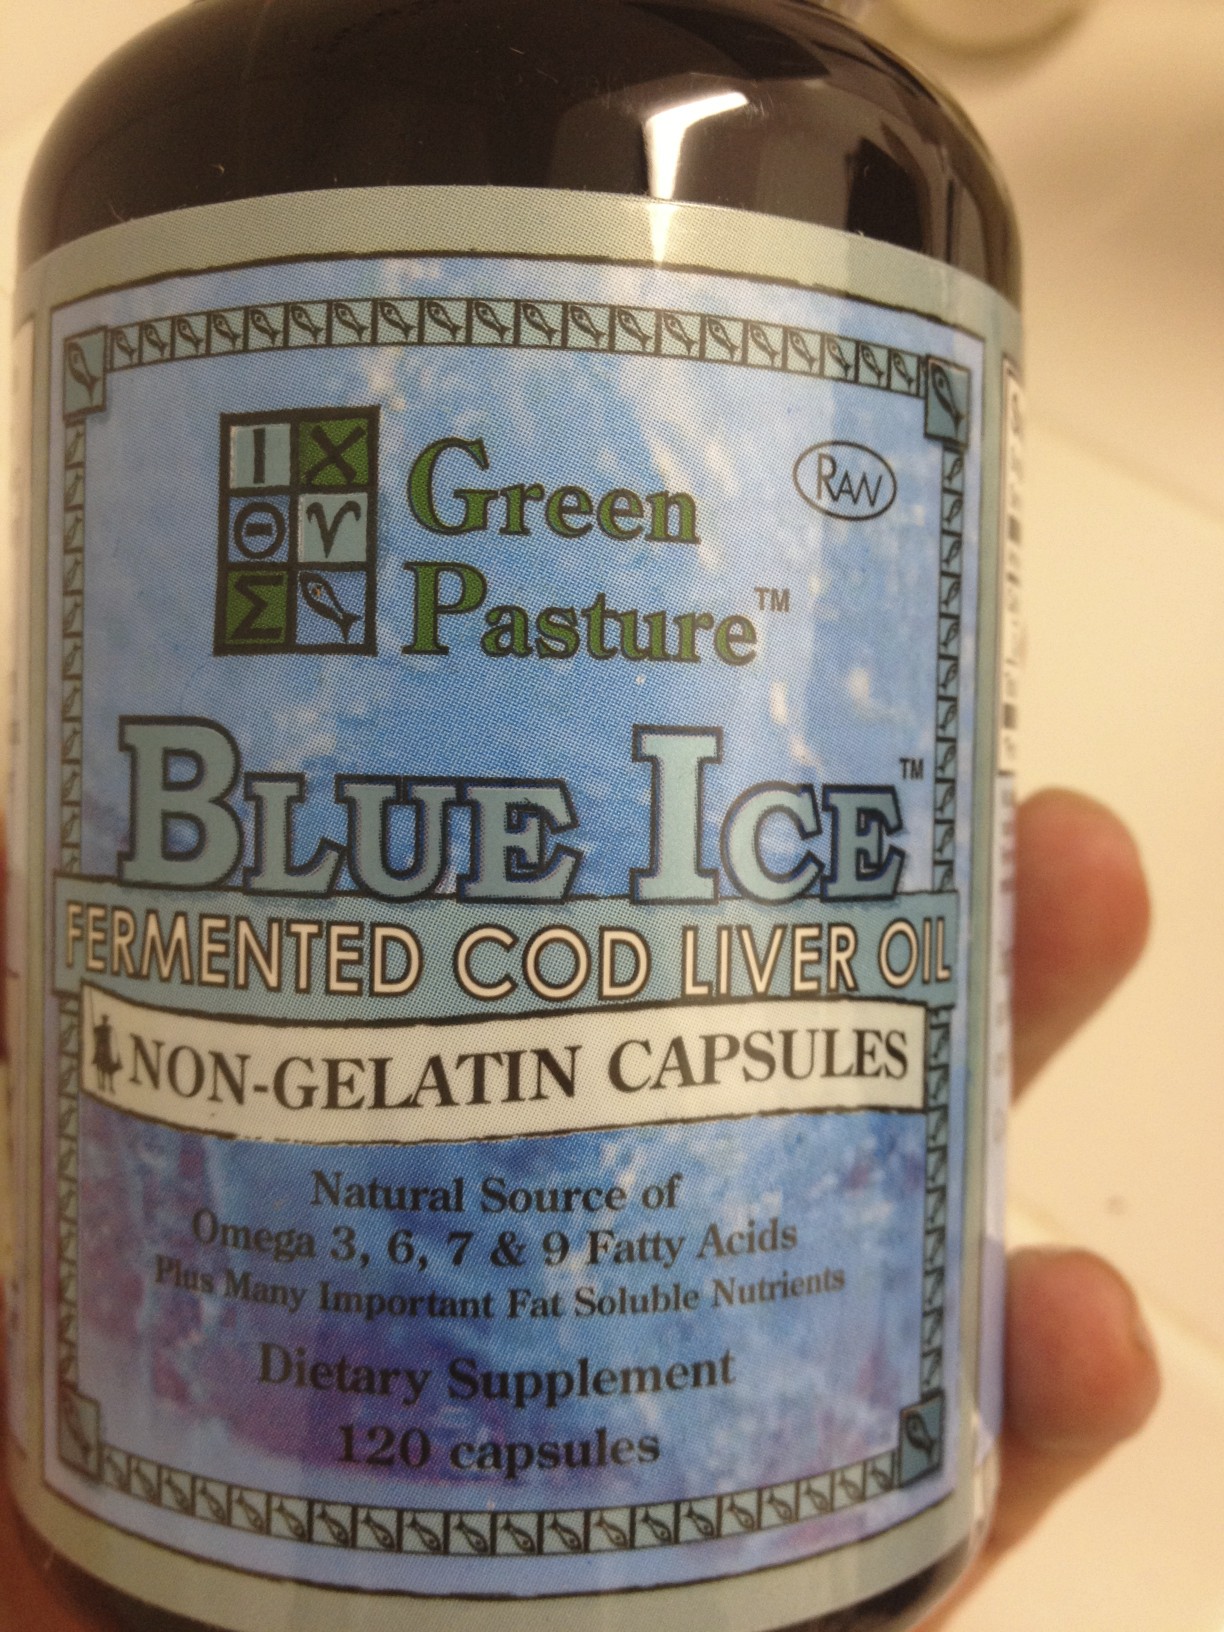 I X
Θ ϒ
Σ
Green
Pasture™
RAW
BLUE ICE™
FERMENTED COD LIVER OIL
NON-GELATIN CAPSULES
Natural Source of
Omega 3, 6, 7 & 9 Fatty Acids
Plus Many Important Fat Soluble Nutrients
Dietary Supplement
120 capsules